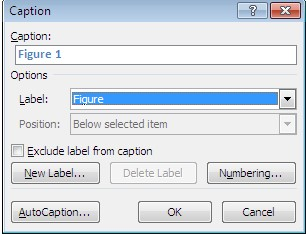 Caption
Caption:
Figure 1
Options
Label: Figure
Position: Below selected item
Exclude label from caption
New Label... Delete Label Numbering...
AutoCaption... OK Cancel